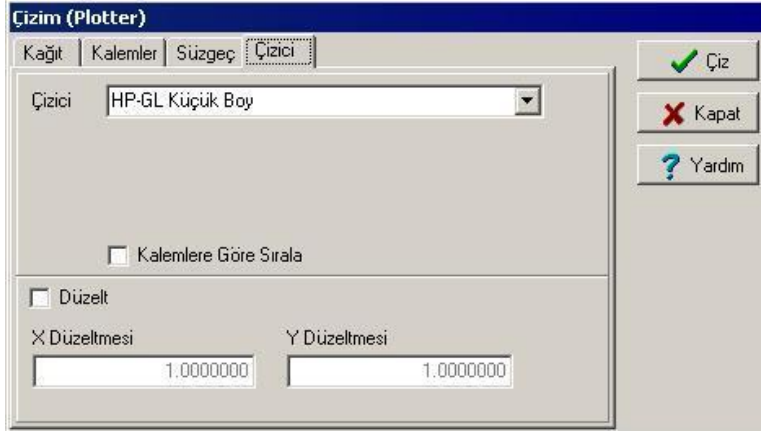 Çizim (Plotter)
Kağıt Kalemler Süzgeç Çizici
Çiz
Çizici HP-GL Küçük Boy
Kapat
Yardım
Kalemlere Göre Sırala
Düzelt
X Düzeltmesi Y Düzeltmesi
1.0000000 1.0000000